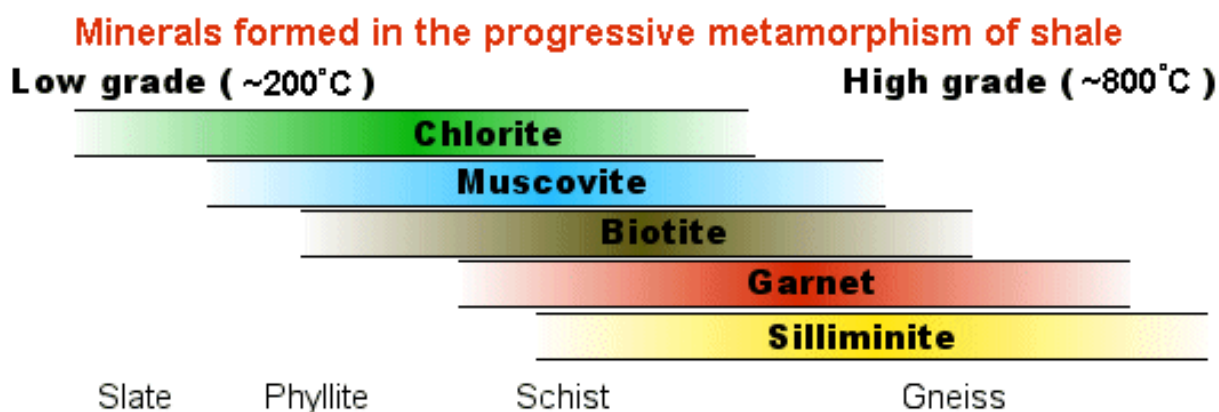 Minerals formed in the progressive metamorphism of shale
Low grade ( ~200°C ) High grade ( ~800°C )
Chlorite
Muscovite
Biotite
Garnet
Silliminite
Slate Phyllite Schist Gneiss